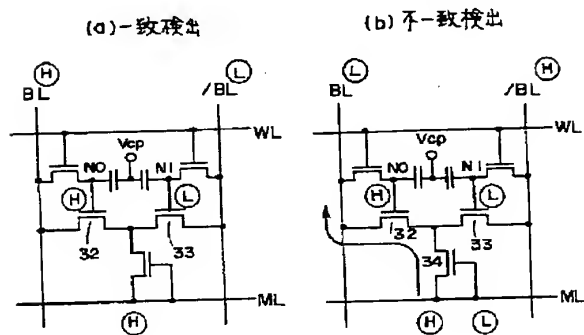 (a) 一致検出
(b) 不一致検出
H
L
BL
/BL
WL
Vcp
N0
N1
H
L
32
33
ML
H
L
H
BL
/BL
WL
Vcp
N0
N1
H
L
32
34
33
ML
H
L